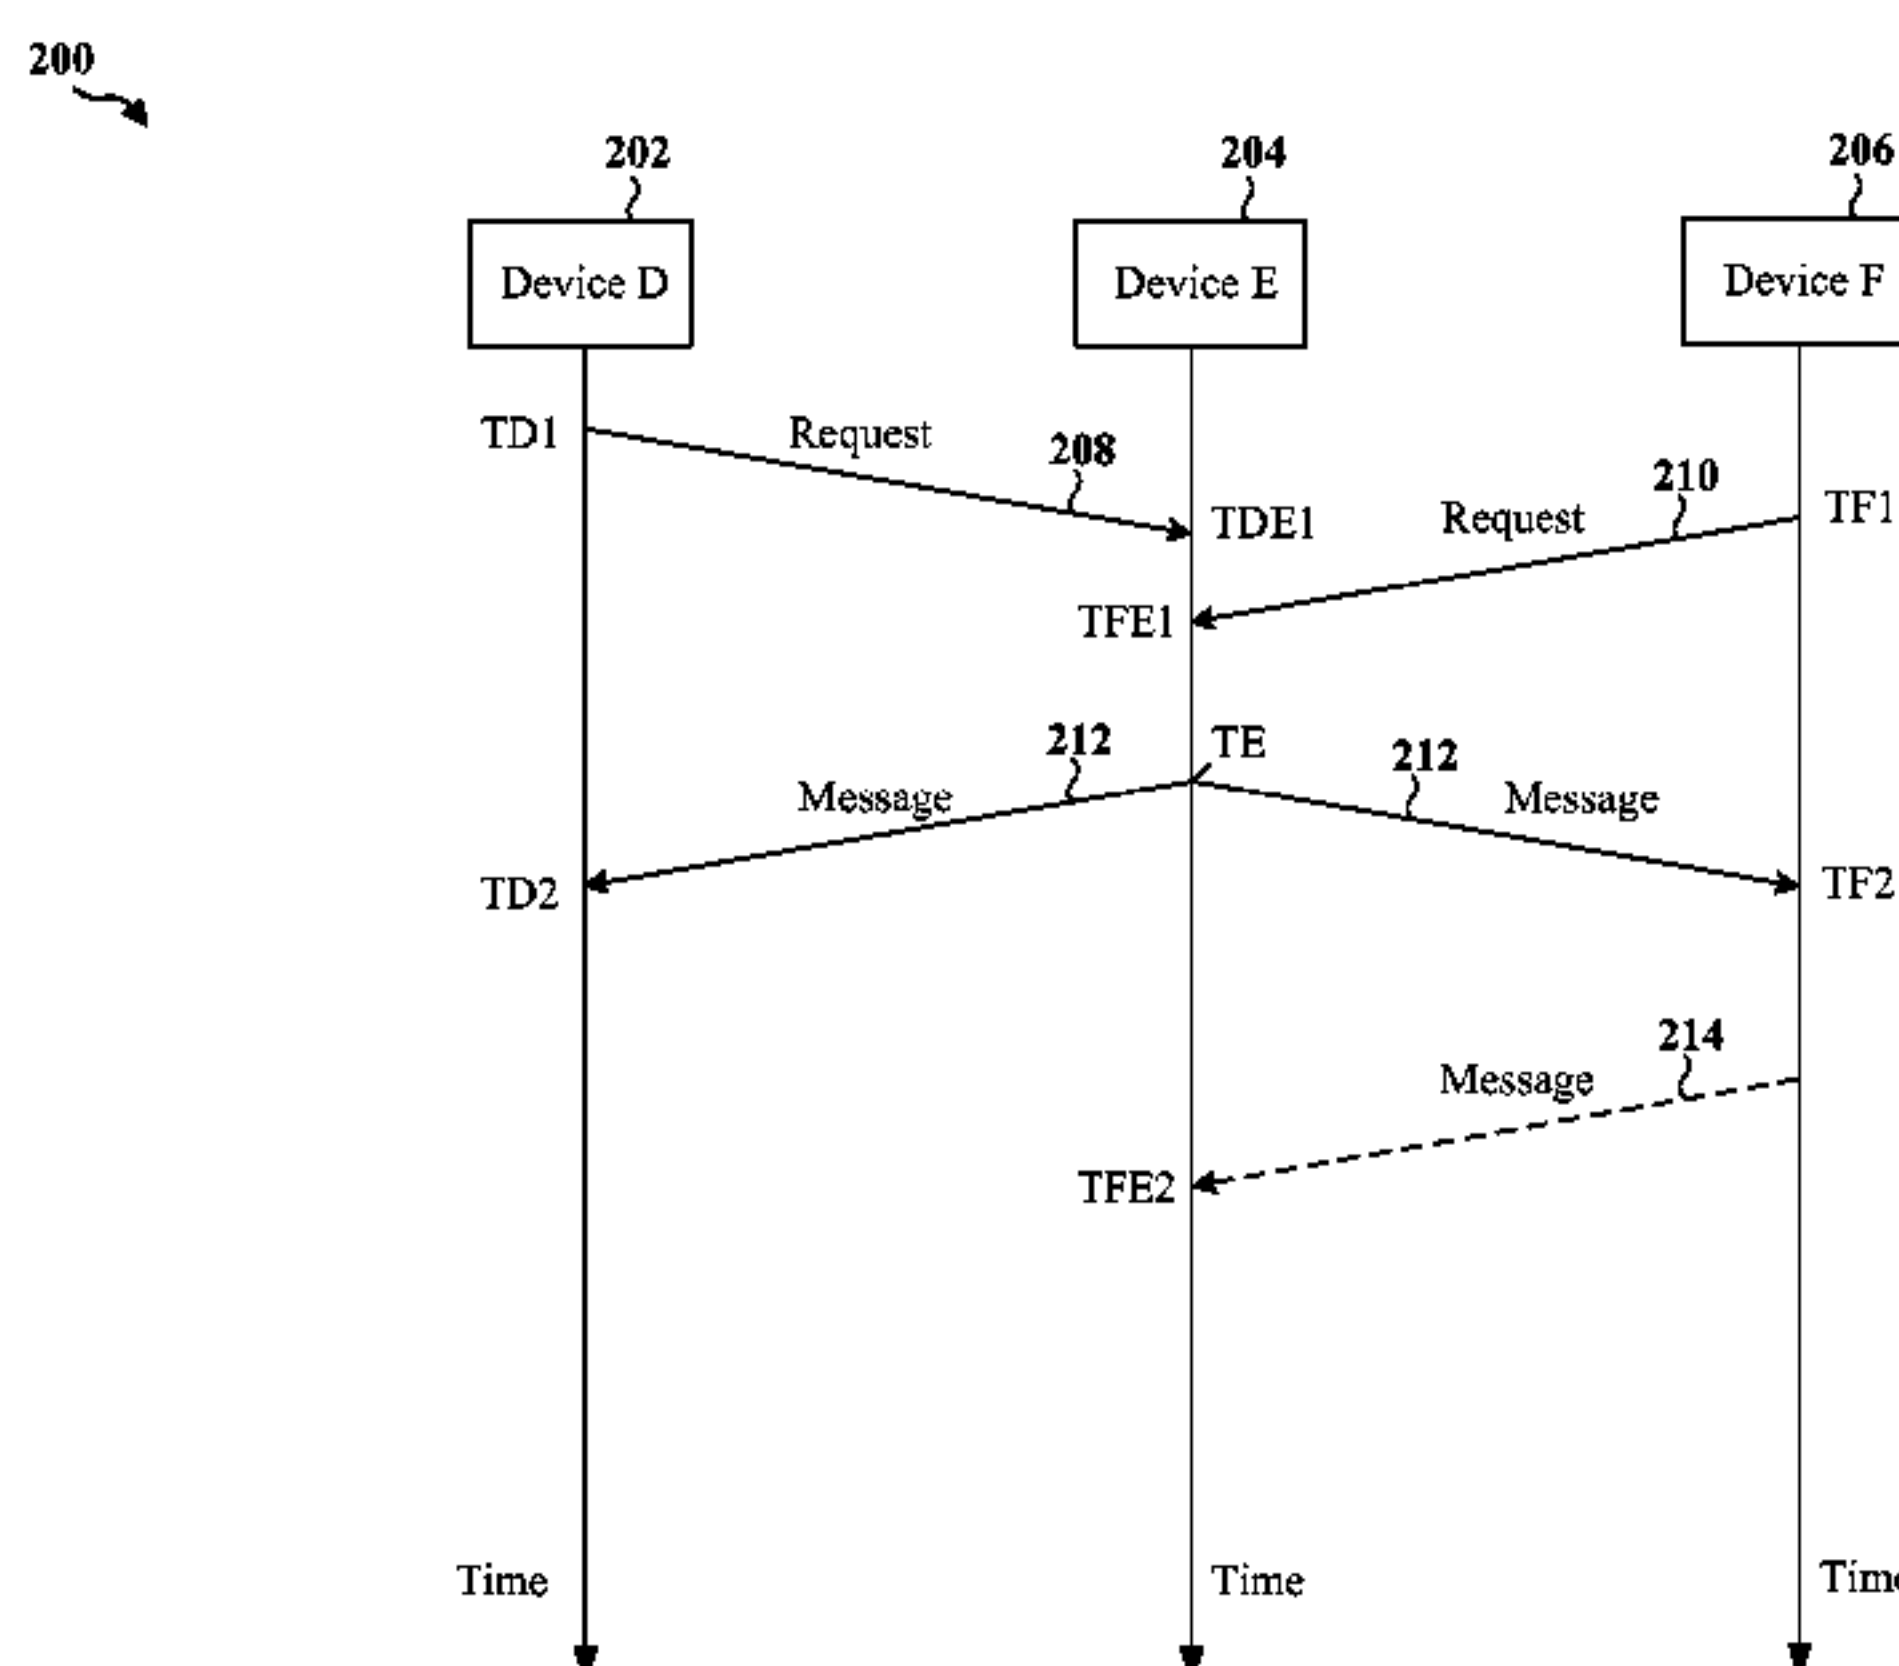 200
202
204
206
Device D
Device E
Device F
TD1
Request
208
TDE1
210
Request
TF1
TFE1
212
TE
212
Message
Message
TD2
TF2
214
Message
TFE2
Time
Time